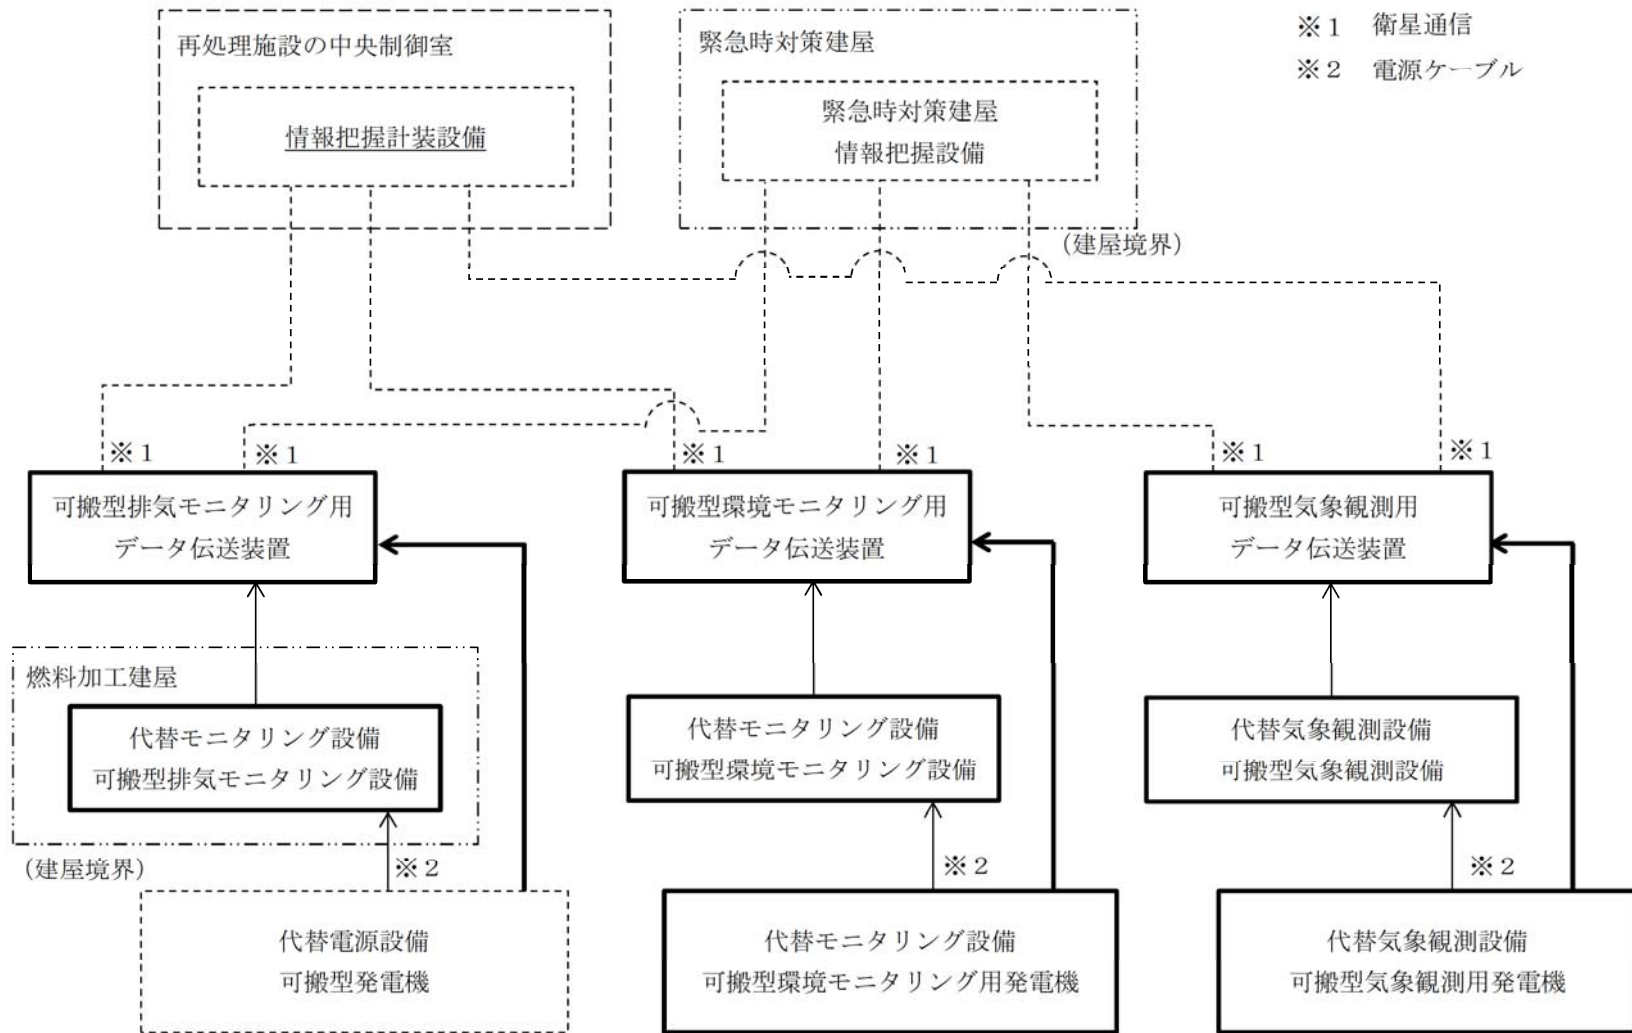 ※１　衛星通信
※２　電源ケーブル
再処理施設の中央制御室
情報把握計装設備
緊急時対策建屋
緊急時対策建屋
情報把握設備
(建屋境界)
※１
※１
※１
※１
※１
※１
可搬型排気モニタリング用
データ伝送装置
可搬型環境モニタリング用
データ伝送装置
可搬型気象観測用
データ伝送装置
燃料加工建屋
代替モニタリング設備
可搬型排気モニタリング設備
代替モニタリング設備
可搬型環境モニタリング設備
代替気象観測設備
可搬型気象観測設備
(建屋境界)
※２
※２
※２
代替電源設備
可搬型発電機
代替モニタリング設備
可搬型環境モニタリング用発電機
代替気象観測設備
可搬型気象観測用発電機